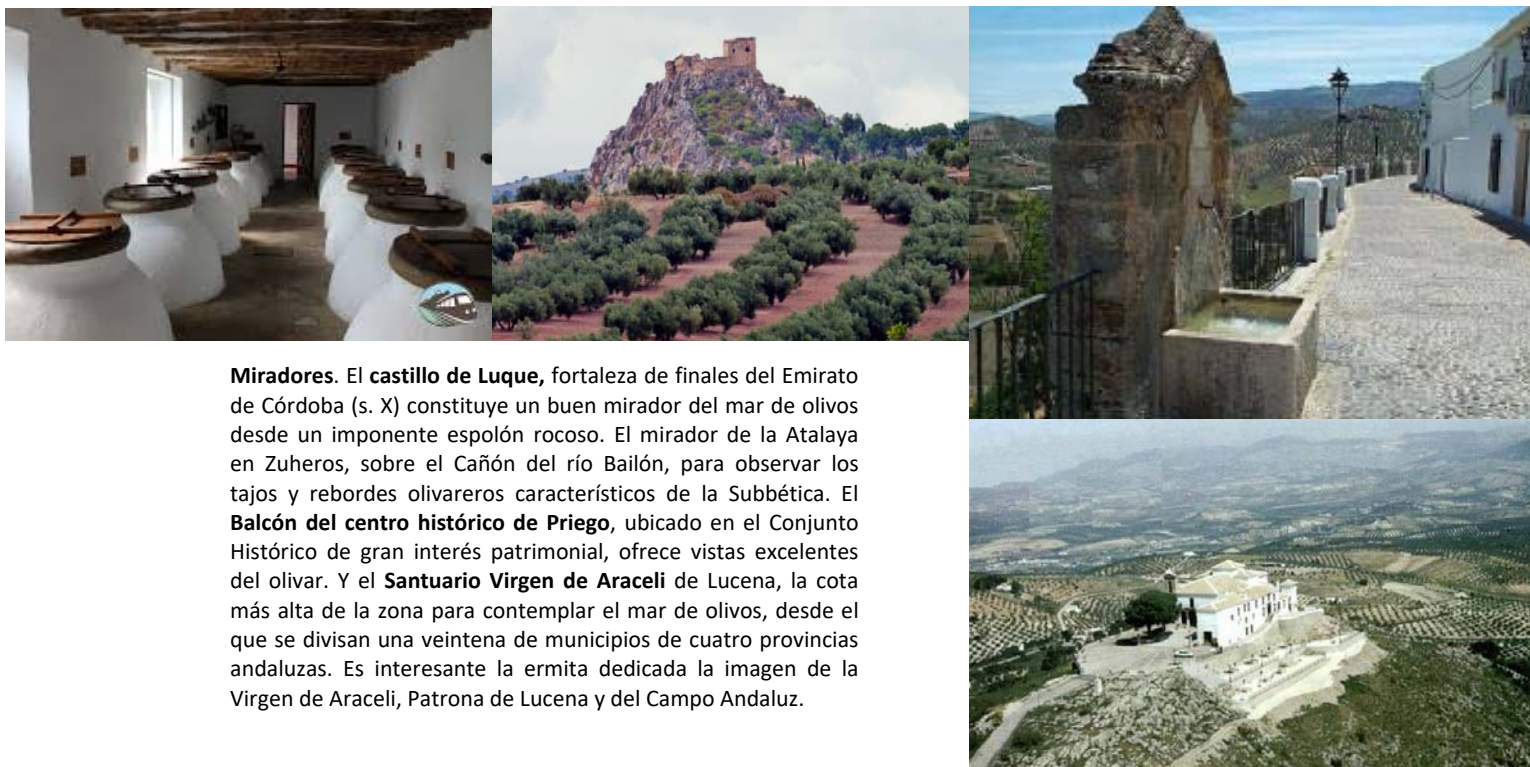 Miradores. El castillo de Luque, fortaleza de finales del Emirato
de Córdoba (s. X) constituye un buen mirador del mar de olivos
desde un imponente espolón rocoso. El mirador de la Atalaya
en Zuheros, sobre el Cañón del río Bailón, para observar los
tajos y rebordes olivareros característicos de la Subbética. El
Balcón del centro histórico de Priego, ubicado en el Conjunto
Histórico de gran interés patrimonial, ofrece vistas excelentes
del olivar. Y el Santuario Virgen de Araceli de Lucena, la cota
más alta de la zona para contemplar el mar de olivos, desde el
que se divisan una veintena de municipios de cuatro provincias
andaluzas. Es interesante la ermita dedicada la imagen de la
Virgen de Araceli, Patrona de Lucena y del Campo Andaluz.